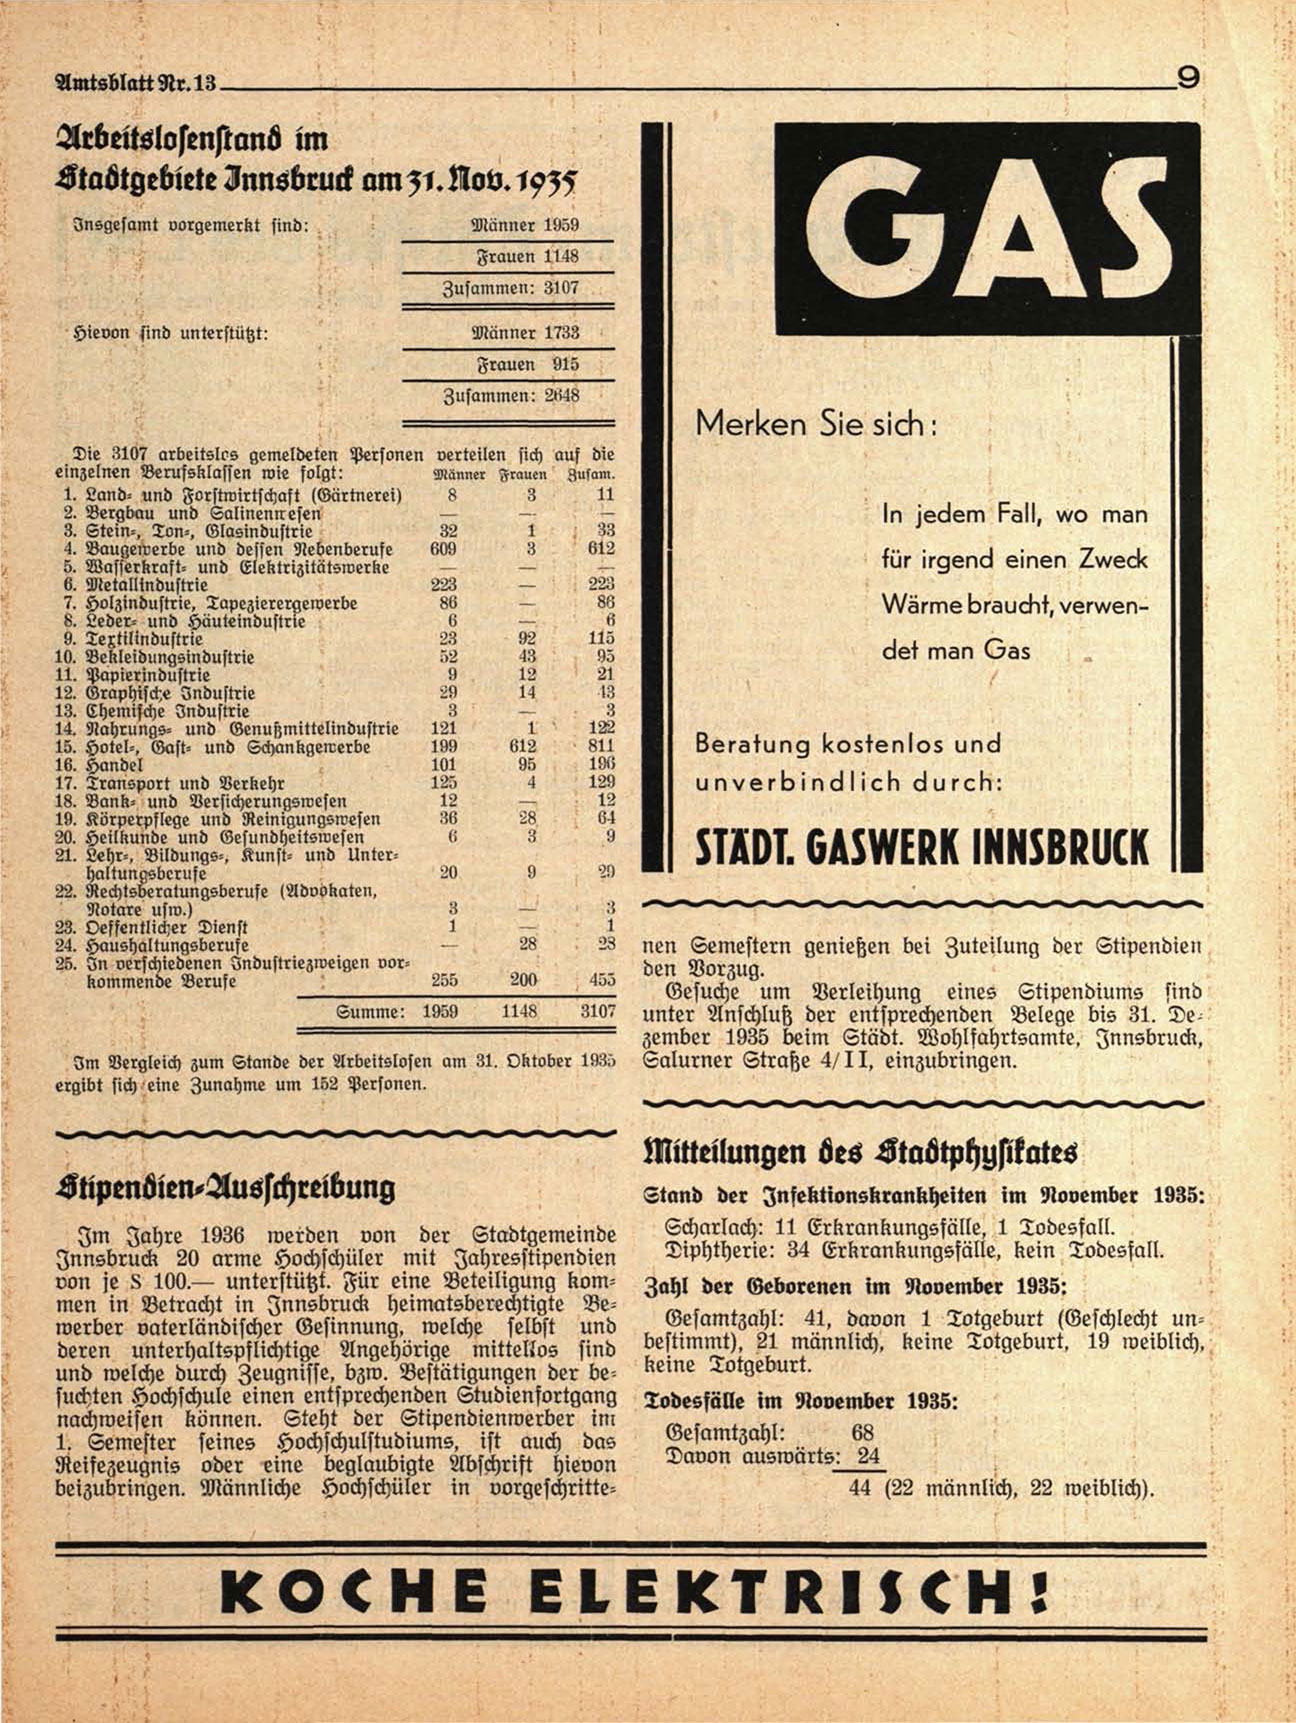 Amtsblatt Nr. 13
9
Arbeitslosenstand im
Stadtgebiete Innsbruck am 31. Nov. 1935
Insgesamt vorgemerkt sind: Männer 1959
Frauen 1148
Zusammen: 3107
Hievon sind unterstützt: Männer 1733
Frauen 915
Zusammen: 2648
Die 3107 arbeitslos gemeldeten Personen verteilen sich auf die
einzelnen Berufsklassen wie folgt: Männer Frauen Zusam.
1. Land- und Forstwirtschaft (Gärtnerei) 8 3 11
2. Bergbau und Salinenwesen — — —
3. Stein-, Ton-, Glasindustrie 32 1 33
4. Baugewerbe und dessen Nebenberufe 609 3 612
5. Wasserkraft- und Elektrizitätswerke — — —
6. Metallindustrie 223 — 223
7. Holzindustrie, Tapezierergewerbe 86 — 86
8. Leder- und Häuteindustrie 6 — 6
9. Textilindustrie 23 92 115
10. Bekleidungsindustrie 52 43 95
11. Papierindustrie 9 12 21
12. Graphische Industrie 29 14 43
13. Chemische Industrie 3 — 3
14. Nahrungs- und Genußmittelindustrie 121 1 122
15. Hotel-, Gast- und Schankgewerbe 199 612 811
16. Handel 101 95 196
17. Transport und Verkehr 125 4 129
18. Bank- und Versicherungswesen 12 — 12
19. Körperpflege und Reinigungswesen 36 28 64
20. Heilkunde und Gesundheitswesen 6 3 9
21. Lehr-, Bildungs-, Kunst- und Unter-
haltungsberufe 20 9 29
22. Rechtsberatungsberufe (Advokaten,
Notare usw.) 3 — 3
23. Oeffentlicher Dienst 1 — 1
24. Haushaltungsberufe — 28 28
25. In verschiedenen Industriezweigen vor-
kommende Berufe 255 200 455
Summe: 1959 1148 3107
Im Vergleich zum Stande der Arbeitslosen am 31. Oktober 1935
ergibt sich eine Zunahme um 152 Personen.
Stipendien-Ausschreibung
Im Jahre 1936 werden von der Stadtgemeinde
Innsbruck 20 arme Hochschüler mit Jahresstipendien
von je S 100.— unterstützt. Für eine Beteiligung kom-
men in Betracht in Innsbruck heimatsberechtigte Be-
werber vaterländischer Gesinnung, welche selbst und
deren unterhaltspflichtige Angehörige mittellos sind
und welche durch Zeugnisse, bzw. Bestätigungen der be-
suchten Hochschule einen entsprechenden Studienfortgang
nachweisen können. Steht der Stipendienwerber im
1. Semester seines Hochschulstudiums, ist auch das
Reifezeugnis oder eine beglaubigte Abschrift hievon
beizubringen. Männliche Hochschüler in vorgeschritte-
GAS
Merken Sie sich:
In jedem Fall, wo man
für irgend einen Zweck
Wärme braucht, verwen-
det man Gas
Beratung kostenlos und
unverbindlich durch:
STÄDT. GASWERK INNSBRUCK
nen Semestern genießen bei Zuteilung der Stipendien
den Vorzug.
Gesuche um Verleihung eines Stipendiums sind
unter Anschluß der entsprechenden Belege bis 31. De-
zember 1935 beim Städt. Wohlfahrtsamte, Innsbruck,
Salurner Straße 4/II, einzubringen.
Mitteilungen des Stadtphysikates
Stand der Infektionskrankheiten im November 1935:
Scharlach: 11 Erkrankungsfälle, 1 Todesfall.
Diphtherie: 34 Erkrankungsfälle, kein Todesfall.
Zahl der Geborenen im November 1935:
Gesamtzahl: 41, davon 1 Totgeburt (Geschlecht un-
bestimmt), 21 männlich, keine Totgeburt, 19 weiblich,
keine Totgeburt.
Todesfälle im November 1935:
Gesamtzahl: 68
Davon auswärts: 24
44 (22 männlich, 22 weiblich).
KOCHE ELEKTRISCH!